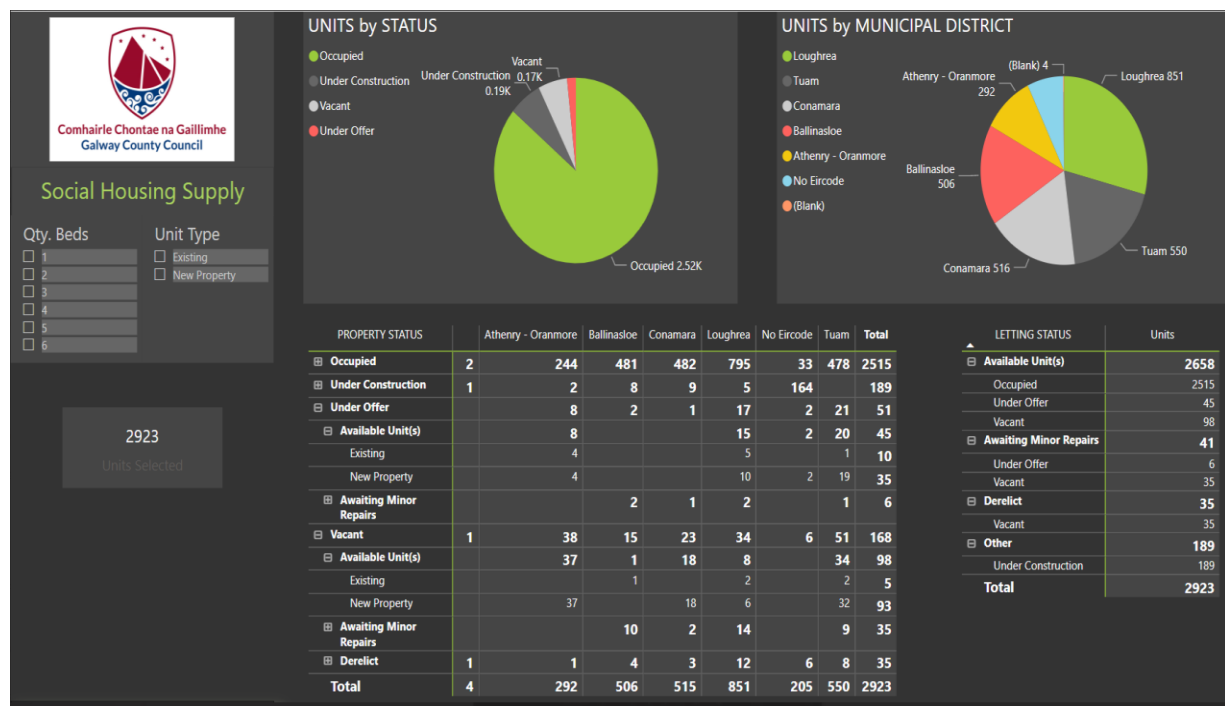 Comhairle Chontae na Gaillimhe
Galway County Council
Social Housing Supply
Qty. Beds
1
2
3
4
5
6
Unit Type
Existing
New Property
2923
Units Selected
UNITS by STATUS
Occupied
Under Construction
Vacant
Under Offer
Vacant
0.17K
Under Construction
0.19K
Occupied 2.52K
UNITS by MUNICIPAL DISTRICT
Loughrea
Tuam
Conamara
Ballinasloe
Athenry - Oranmore
No Eircode
(Blank)
(Blank) 4
Athenry - Oranmore
292
Loughrea 851
Ballinasloe
506
Conamara 516
Tuam 550
PROPERTY STATUS Athenry - Oranmore Ballinasloe Conamara Loughrea No Eircode Tuam Total
Occupied 2 244 481 482 795 33 478 2515
Under Construction 1 2 8 9 5 164 189
Under Offer 8 2 1 17 2 21 51
Available Unit(s) 8 15 2 20 45
Existing 4 5 1 10
New Property 4 10 2 19 35
Awaiting Minor
Repairs 2 1 2 1 6
Vacant 1 38 15 23 34 6 51 168
Available Unit(s) 37 1 18 8 34 98
Existing 1 2 2 5
New Property 37 18 6 32 93
Awaiting Minor
Repairs 10 2 14 9 35
Derelict 1 1 4 3 12 6 8 35
Total 4 292 506 515 851 205 550 2923
LETTING STATUS Units
Available Unit(s) 2658
Occupied 2515
Under Offer 45
Vacant 98
Awaiting Minor Repairs 41
Under Offer 6
Vacant 35
Derelict 35
Vacant 35
Other 189
Under Construction 189
Total 2923